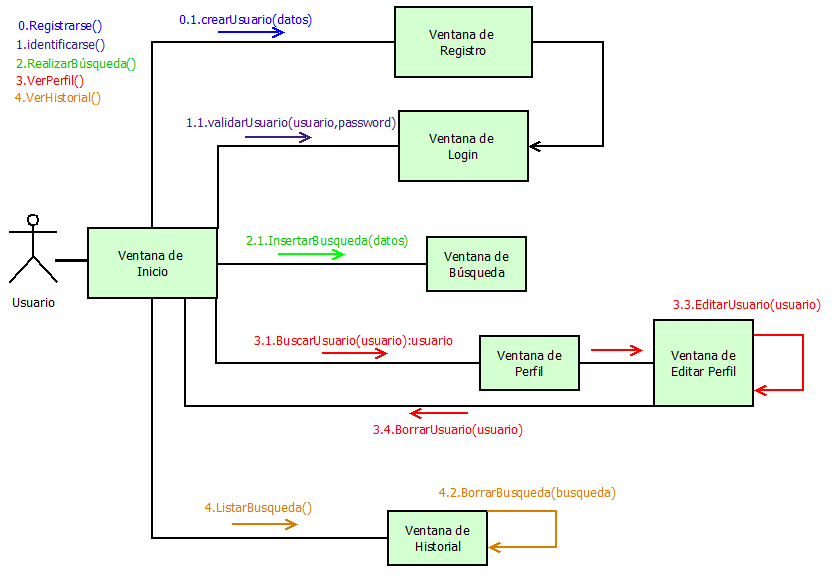 0.Registrarse()
1.identificarse()
2.RealizarBúsqueda()
3.VerPerfil()
4.VerHistorial()
0.1.crearUsuario(datos)
Ventana de
Registro
1.1.validarUsuario(usuario,password)
Ventana de
Login
Usuario
Ventana de
Inicio
2.1.InsertarBusqueda(datos)
Ventana de
Búsqueda
3.1.BuscarUsuario(usuario):usuario
Ventana de
Perfil
3.3.EditarUsuario(usuario)
Ventana de
Editar Perfil
3.4.BorrarUsuario(usuario)
4.ListarBusqueda()
4.2.BorrarBusqueda(busqueda)
Ventana de
Historial